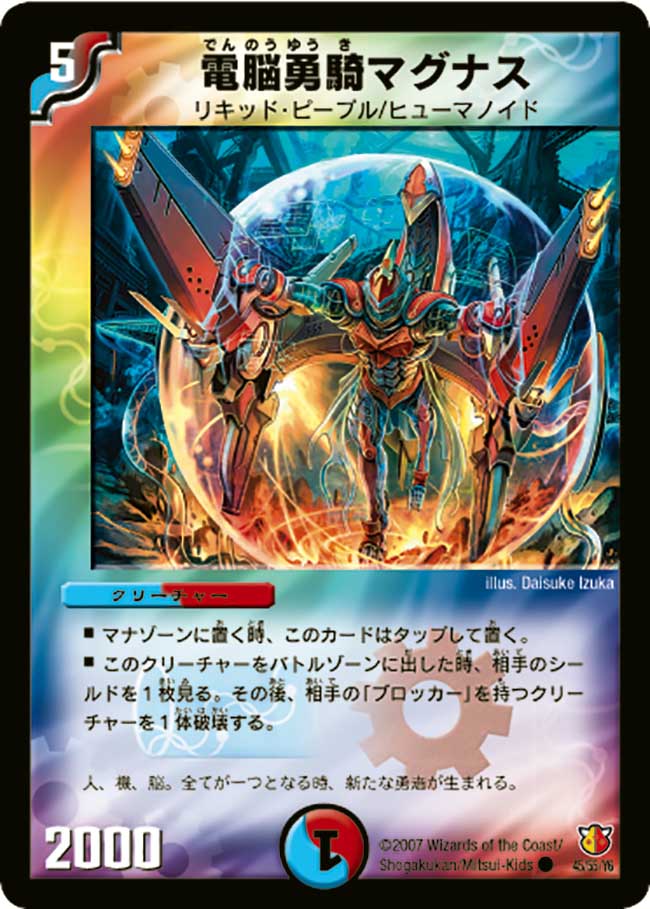 5
でんのうゆうき
電脳勇騎マグナス
リキッド・ピープル/ヒューマノイド
illus. Daisuke Izuka
クリーチャー
■ マナゾーンに置く時、このカードはタップして置く。
■ このクリーチャーをバトルゾーンに出した時、相手のシー
ルドを1枚見る。その後、相手の「ブロッカー」を持つクリー
チャーを1体破壊する。
人、機、脳。全てが一つとなる時、新たな勇者が生まれる。
2000
1
©2007 Wizards of the Coast/
Shogakukan/Mitsui-Kids
45/55/Y6